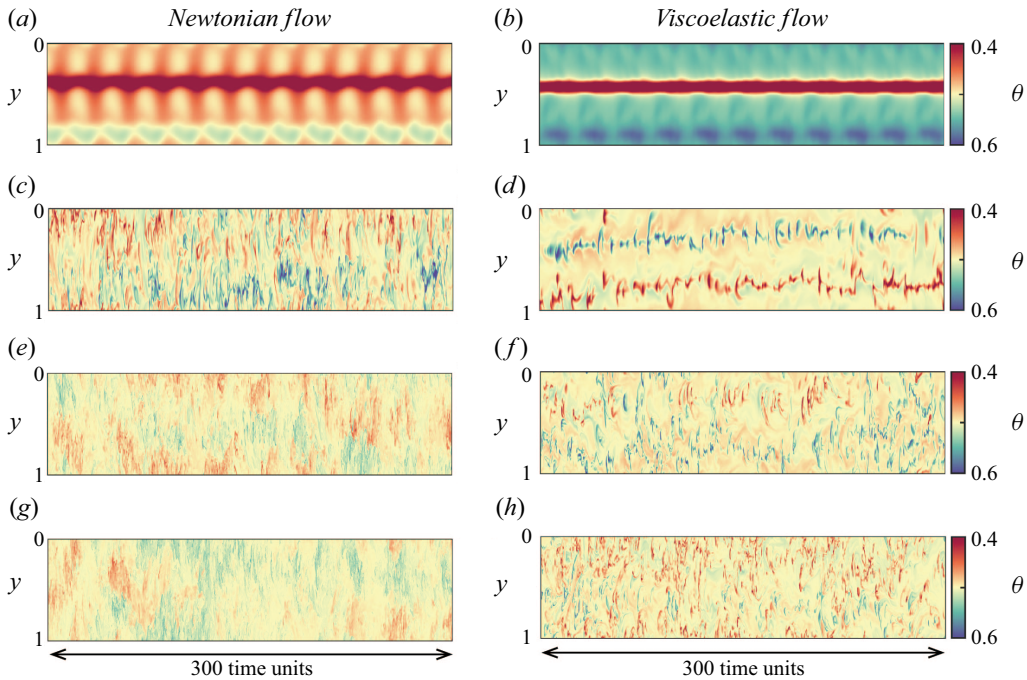 (a) Newtonian flow (b) Viscoelastic flow
0 0 0.4
y y θ
1 1 0.6
(c) (d)
0 0 0.4
y y θ
1 1 0.6
(e) (f)
0 0 0.4
y y θ
1 1 0.6
(g) (h)
0 0 0.4
y y θ
1 1 0.6
300 time units 300 time units